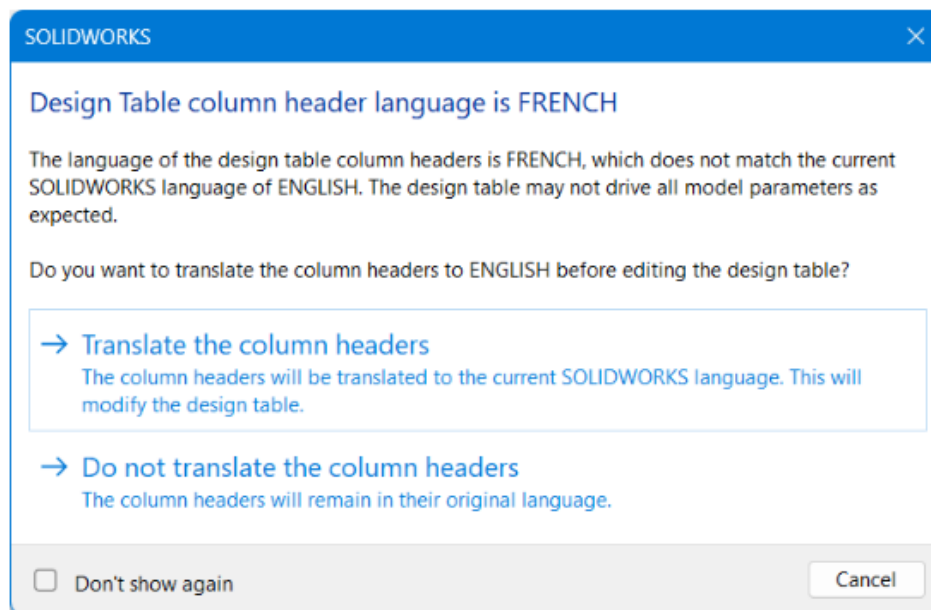 SOLIDWORKS
Design Table column header language is FRENCH
The language of the design table column headers is FRENCH, which does not match the current
SOLIDWORKS language of ENGLISH. The design table may not drive all model parameters as
expected.
Do you want to translate the column headers to ENGLISH before editing the design table?
→ Translate the column headers
The column headers will be translated to the current SOLIDWORKS language. This will
modify the design table.
→ Do not translate the column headers
The column headers will remain in their original language.
Don't show again
Cancel